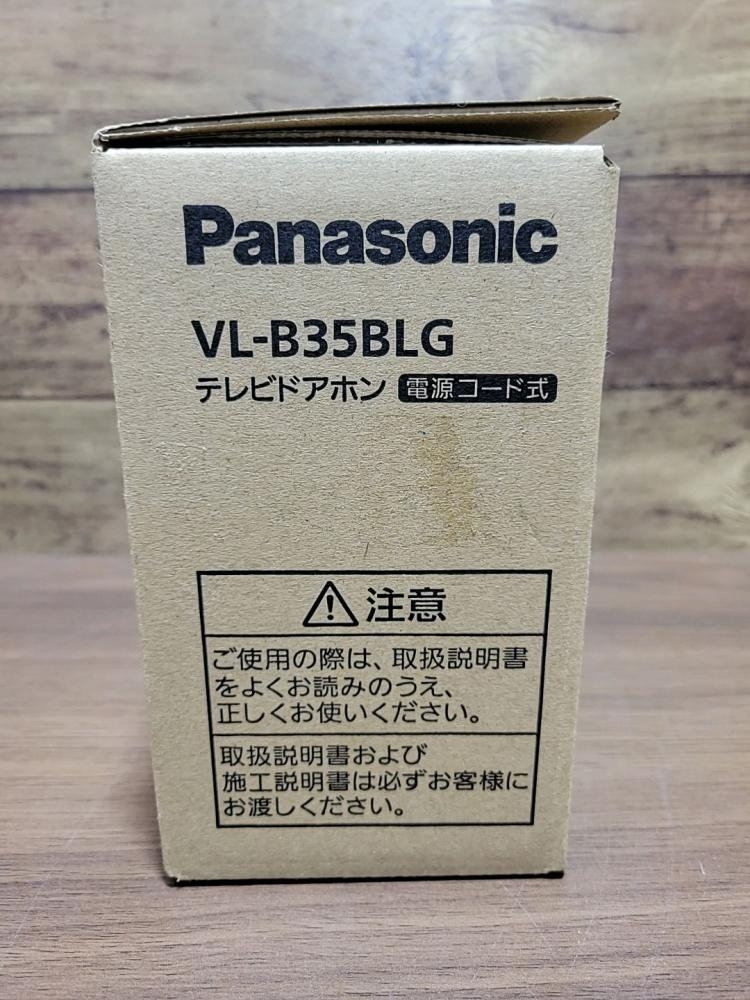 Panasonic
VL-B35BLG
テレビドアホン 電源コード式
注意
ご使用の際は、取扱説明書
をよくお読みのうえ、
正しくお使いください。
取扱説明書および
施工説明書は必ずお客様に
お渡しください。